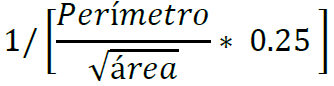 1/ [Perímetro / √área * 0.25 ]